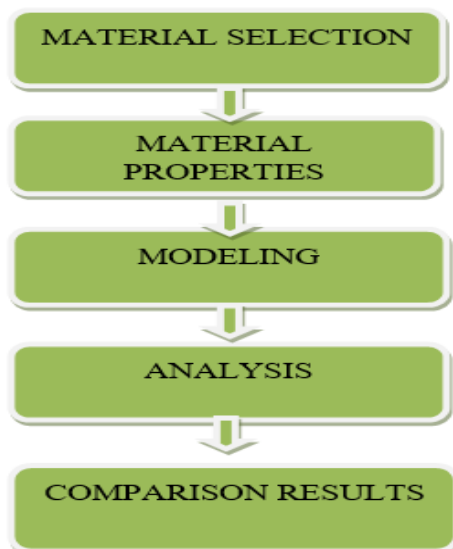 MATERIAL SELECTION
MATERIAL
PROPERTIES
MODELING
ANALYSIS
COMPARISON RESULTS